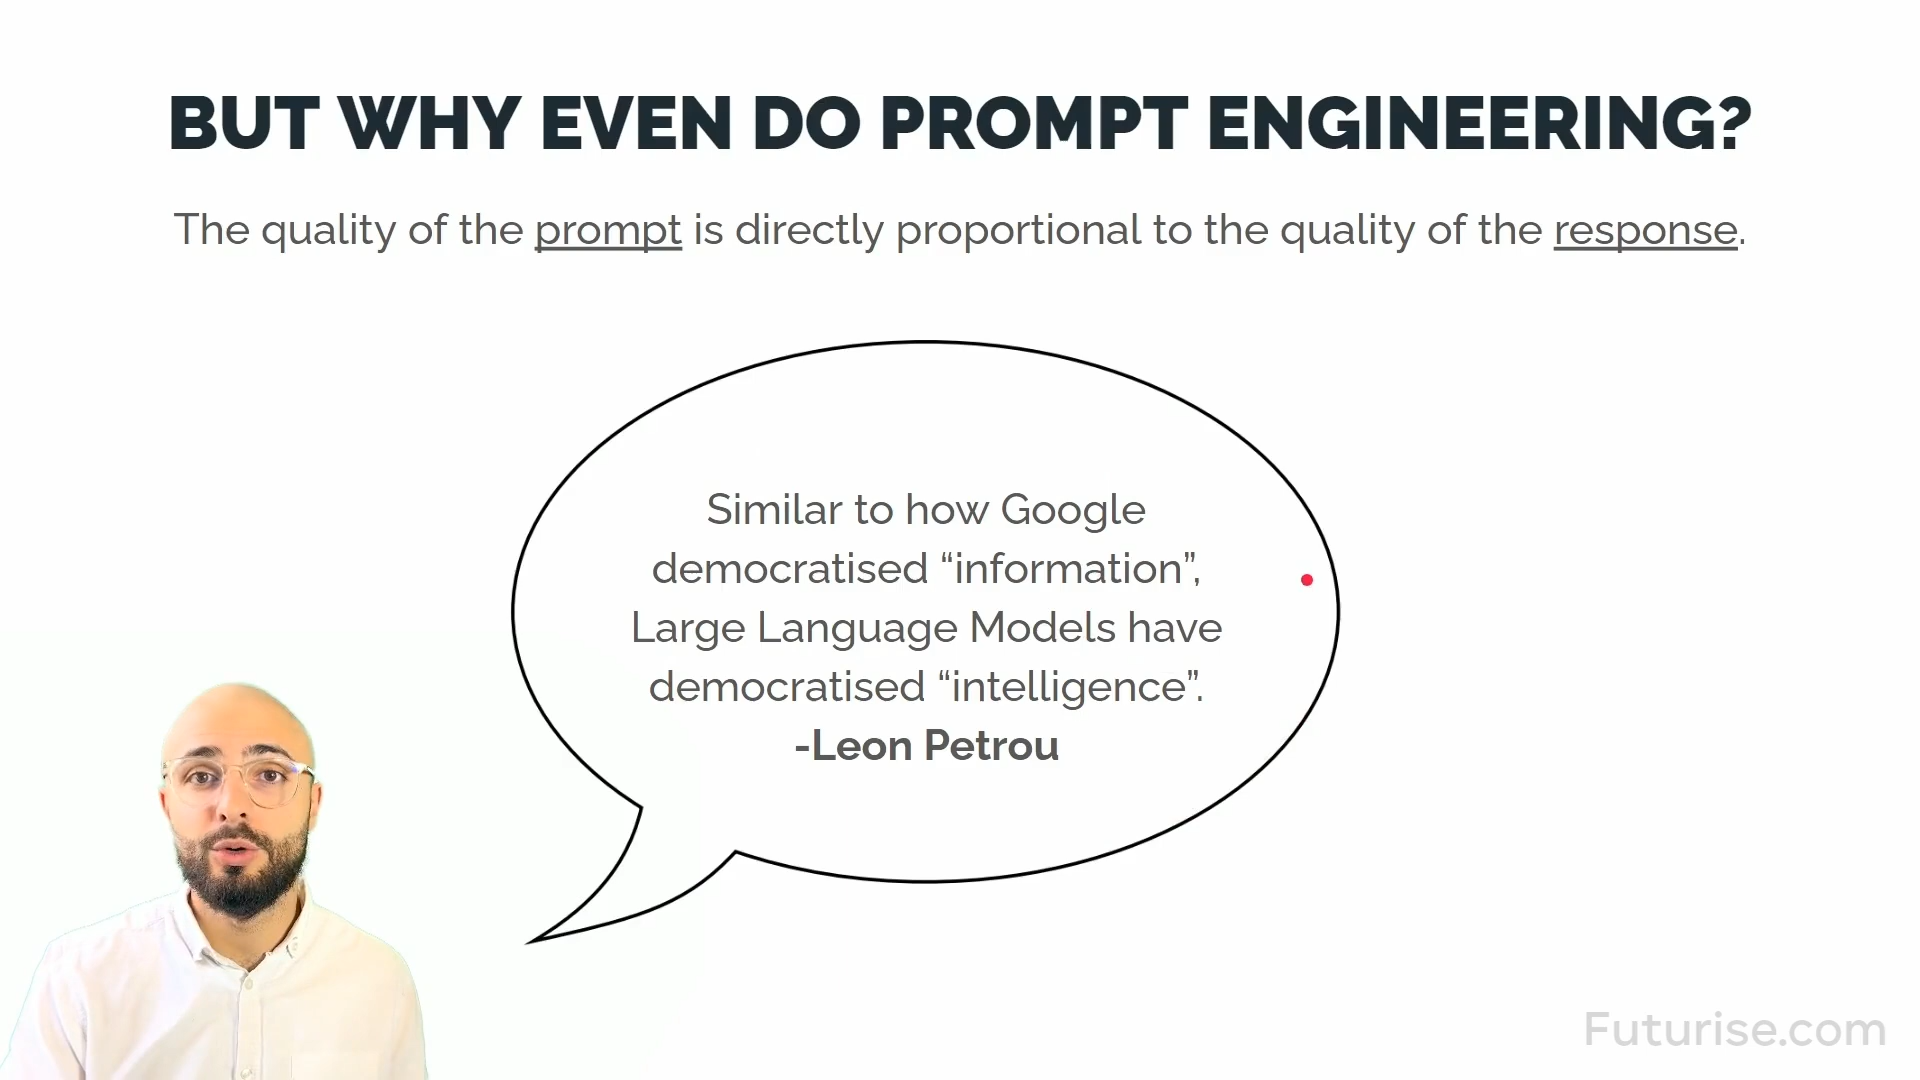 BUT WHY EVEN DO PROMPT ENGINEERING?
The quality of the prompt is directly proportional to the quality of the response.
Similar to how Google
democratised “information”,
Large Language Models have
democratised “intelligence”.
-Leon Petrou
Futurise.com